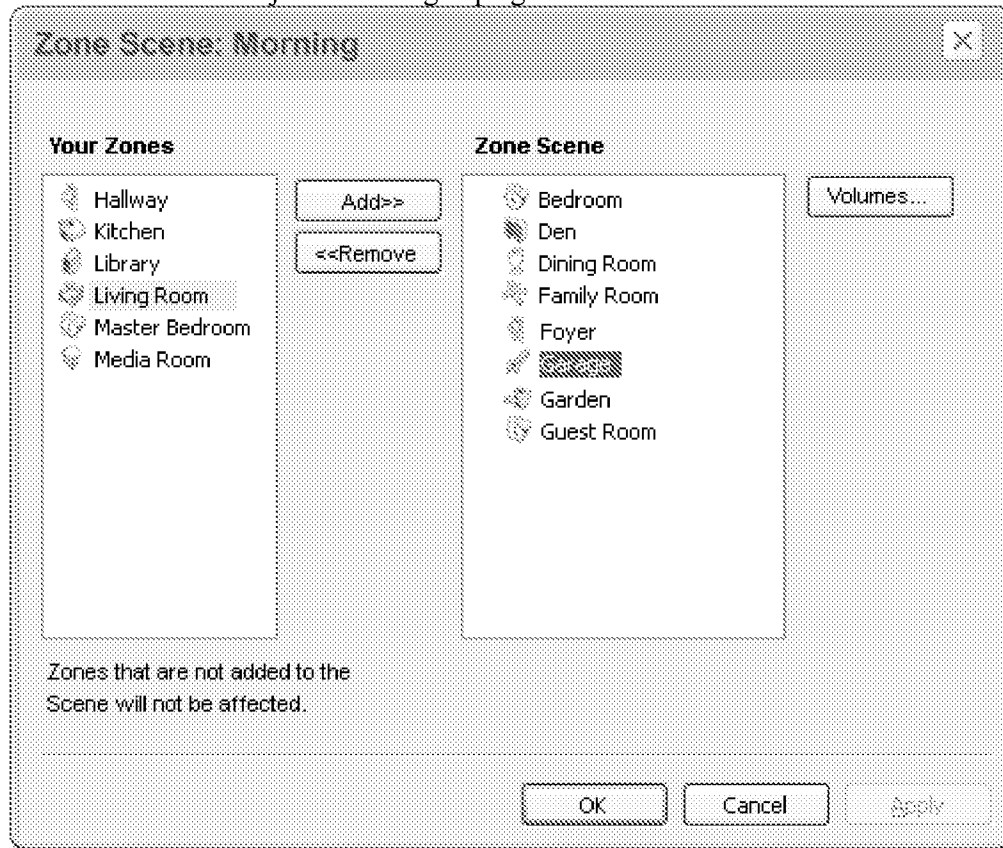 Zone Scene: Morning
Your Zones
Hallway
Kitchen
Library
Living Room
Master Bedroom
Media Room
Add>>
<<Remove
Zone Scene
Bedroom
Den
Dining Room
Family Room
Foyer
Garage
Garden
Guest Room
Volumes...
Zones that are not added to the
Scene will not be affected.
OK
Cancel
Apply